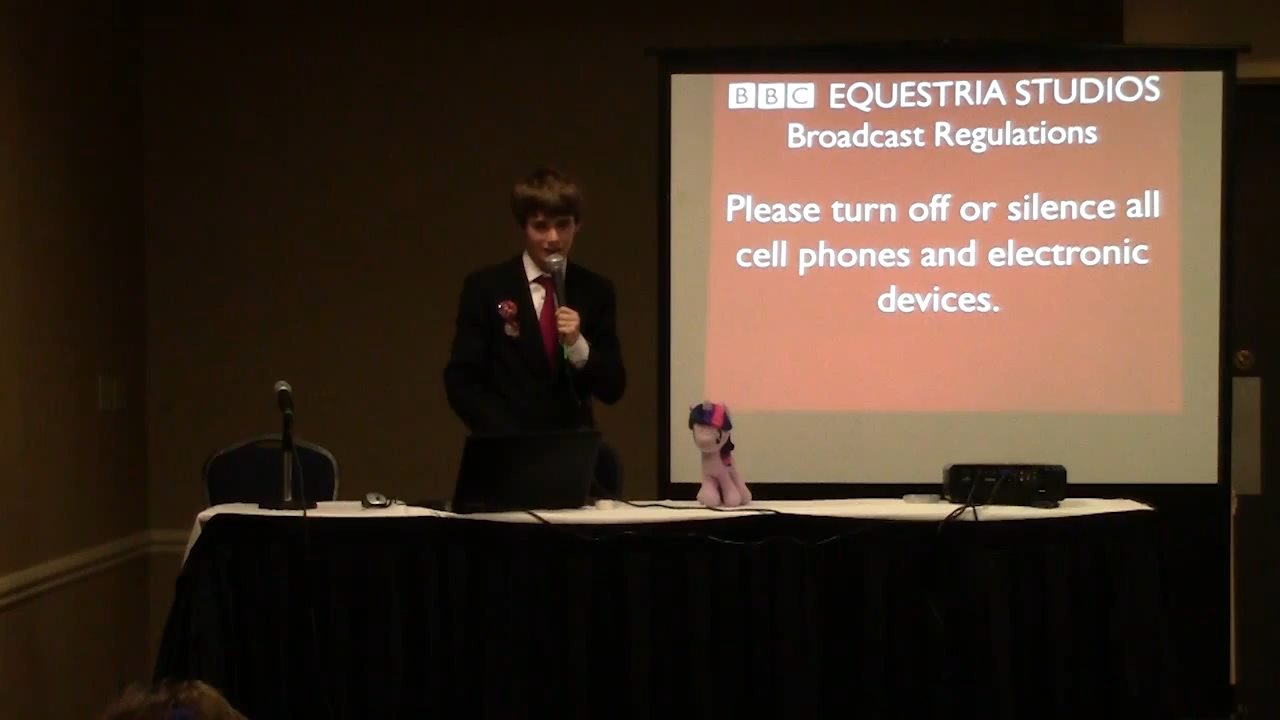 BBC EQUESTRIA STUDIOS
Broadcast Regulations
Please turn off or silence all
cell phones and electronic
devices.